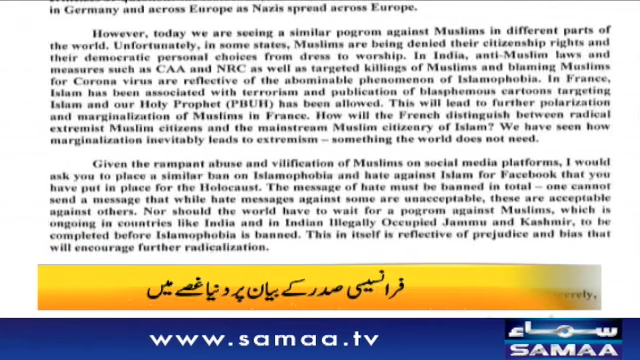 in Germany and across Europe as Nazis spread across Europe.
However, today we are seeing a similar pogrom against Muslims in different parts of
the world. Unfortunately, in some states, Muslims are being denied their citizenship rights and
their democratic personal choices from dress to worship. In India, anti-Muslim laws and
measures such as CAA and NRC as well as targeted killings of Muslims and blaming Muslims
for Corona virus are reflective of the abominable phenomenon of Islamophobia. In France,
Islam has been associated with terrorism and publication of blasphemous cartoons targeting
Islam and our Holy Prophet (PBUH) has been allowed. This will lead to further polarization
and marginalization of Muslims in France. How will the French distinguish between radical
extremist Muslim citizens and the mainstream Muslim citizenry of Islam? We have seen how
marginalization inevitably leads to extremism – something the world does not need.
Given the rampant abuse and vilification of Muslims on social media platforms, I would
ask you to place a similar ban on Islamophobia and hate against Islam for Facebook that you
have put in place for the Holocaust. The message of hate must be banned in total – one cannot
send a message that while hate messages against some are unacceptable, these are acceptable
against others. Nor should the world have to wait for a pogrom against Muslims, which is
ongoing in countries like India and in Indian Illegally Occupied Jammu and Kashmir, to
be completed before Islamophobia is banned. This in itself is reflective of prejudice and bias that
will encourage further radicalization.
فرانسیسی صدر کے بیان پر دنیا غصے میں
www.samaa.tv
سماء
SAMAA